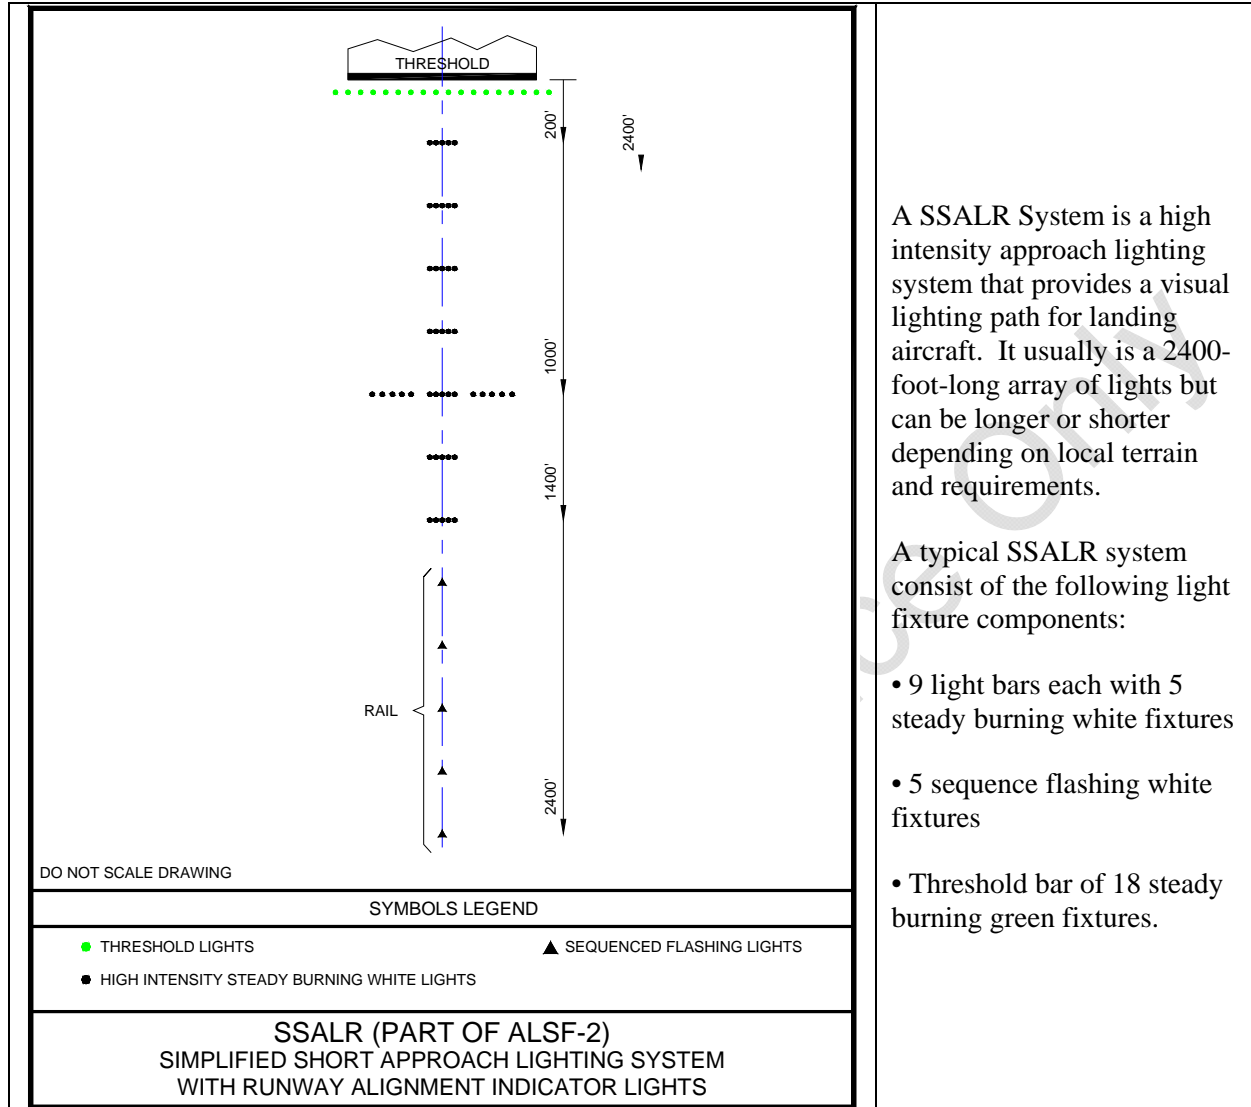 THRESHOLD
200'
2400'
1000'
1400'
RAIL
2400'
DO NOT SCALE DRAWING
SYMBOLS LEGEND
THRESHOLD LIGHTS
SEQUENCED FLASHING LIGHTS
HIGH INTENSITY STEADY BURNING WHITE LIGHTS
SSALR (PART OF ALSF-2)
SIMPLIFIED SHORT APPROACH LIGHTING SYSTEM
WITH RUNWAY ALIGNMENT INDICATOR LIGHTS
A SSALR System is a high
intensity approach lighting
system that provides a visual
lighting path for landing
aircraft.  It usually is a 2400-
foot-long array of lights but
can be longer or shorter
depending on local terrain
and requirements.
A typical SSALR system
consist of the following light
fixture components:
• 9 light bars each with 5
steady burning white fixtures
• 5 sequence flashing white
fixtures
• Threshold bar of 18 steady
burning green fixtures.
Only